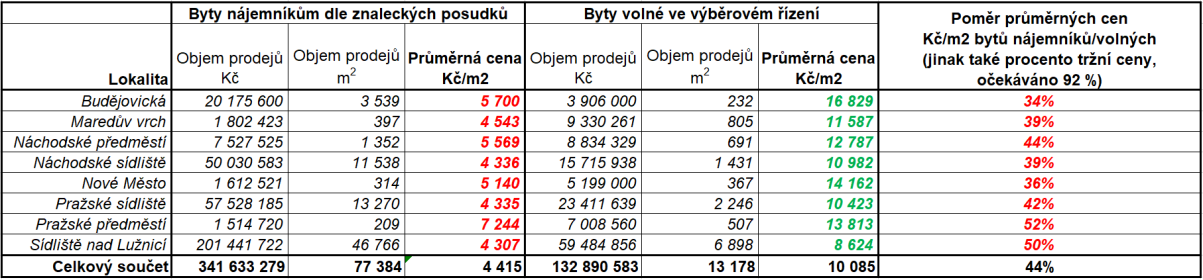 Byty nájemníkům dle znaleckých posudků Byty volné ve výběrovém řízení Poměr průměrných cen
Kč/m2 bytů nájemníků/volných
(jinak také procento tržní ceny,
očekáváno 92 %)
Lokalita Objem prodejů Kč Objem prodejů m² Průměrná cena Kč/m2 Objem prodejů Kč Objem prodejů m² Průměrná cena Kč/m2
Budějovická 20 175 600 3 539 5 700 3 906 000 232 16 829 34%
Maredův vrch 1 802 423 397 4 543 9 330 261 805 11 587 39%
Náchodské předměstí 7 527 525 1 352 5 569 8 834 329 691 12 787 44%
Náchodské sídliště 50 030 583 11 538 4 336 15 715 938 1 431 10 982 39%
Nové Město 1 612 521 314 5 140 5 199 000 367 14 162 36%
Pražské sídliště 57 528 185 13 270 4 335 23 411 639 2 246 10 423 42%
Pražské předměstí 1 514 720 209 7 244 7 008 560 507 13 813 52%
Sídliště nad Lužnicí 201 441 722 46 766 4 307 59 484 856 6 898 8 624 50%
Celkový součet 341 633 279 77 384 4 415 132 890 583 13 178 10 085 44%